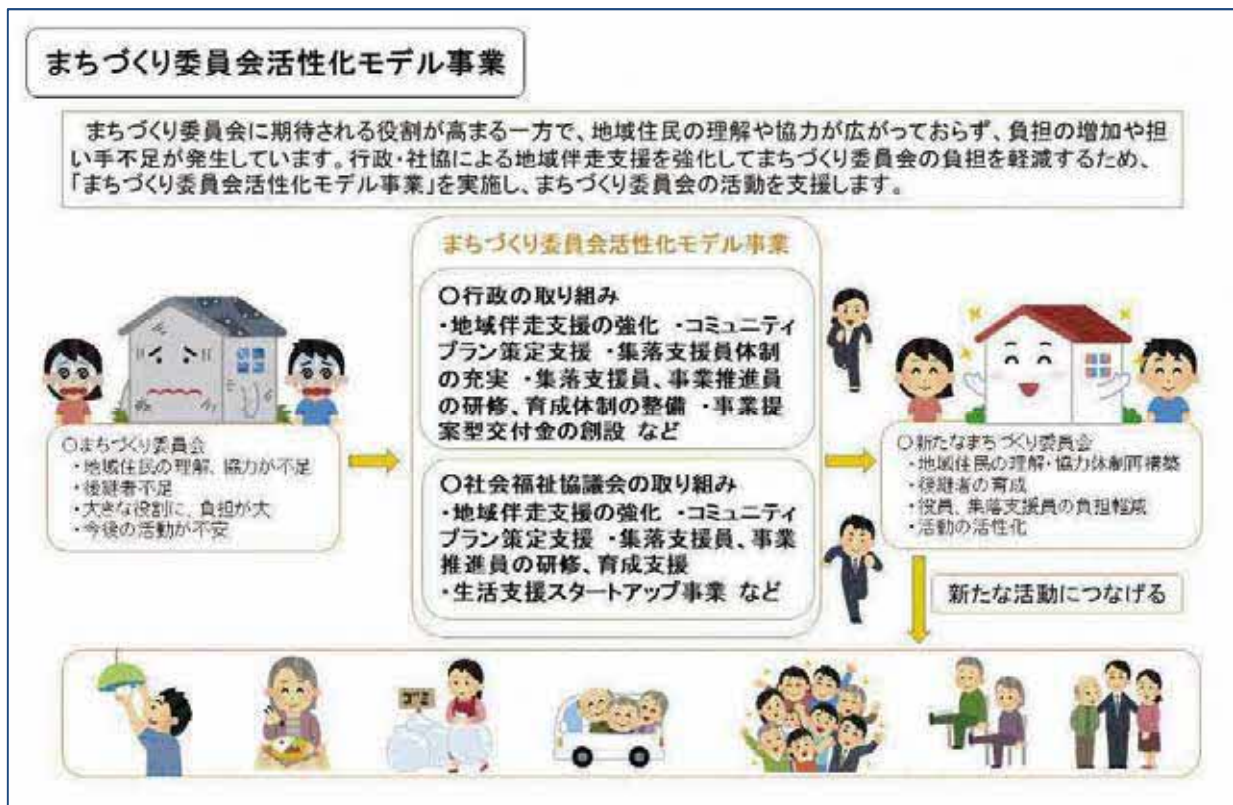 まちづくり委員会活性化モデル事業
まちづくり委員会に期待される役割が高まる一方で、地域住民の理解や協力が広がっておらず、負担の増加や担
い手不足が発生しています。行政・社協による地域伴走支援を強化してまちづくり委員会の負担を軽減するため、
「まちづくり委員会活性化モデル事業」を実施し、まちづくり委員会の活動を支援します。
〇まちづくり委員会
・地域住民の理解、協力が不足
・後継者不足
・大きな役割に、負担が大
・今後の活動が不安
まちづくり委員会活性化モデル事業
〇行政の取り組み
・地域伴走支援の強化 ・コミュニティ
プラン策定支援 ・集落支援員体制
の充実 ・集落支援員、事業推進員
の研修、育成体制の整備 ・事業提
案型交付金の創設 など
〇社会福祉協議会の取り組み
・地域伴走支援の強化 ・コミュニティ
プラン策定支援 ・集落支援員、事業
推進員の研修、育成支援
・生活支援スタートアップ事業 など
〇新たなまちづくり委員会
・地域住民の理解・協力体制再構築
・後継者の育成
・役員、集落支援員の負担軽減
・活動の活性化
新たな活動につなげる
ゴミ